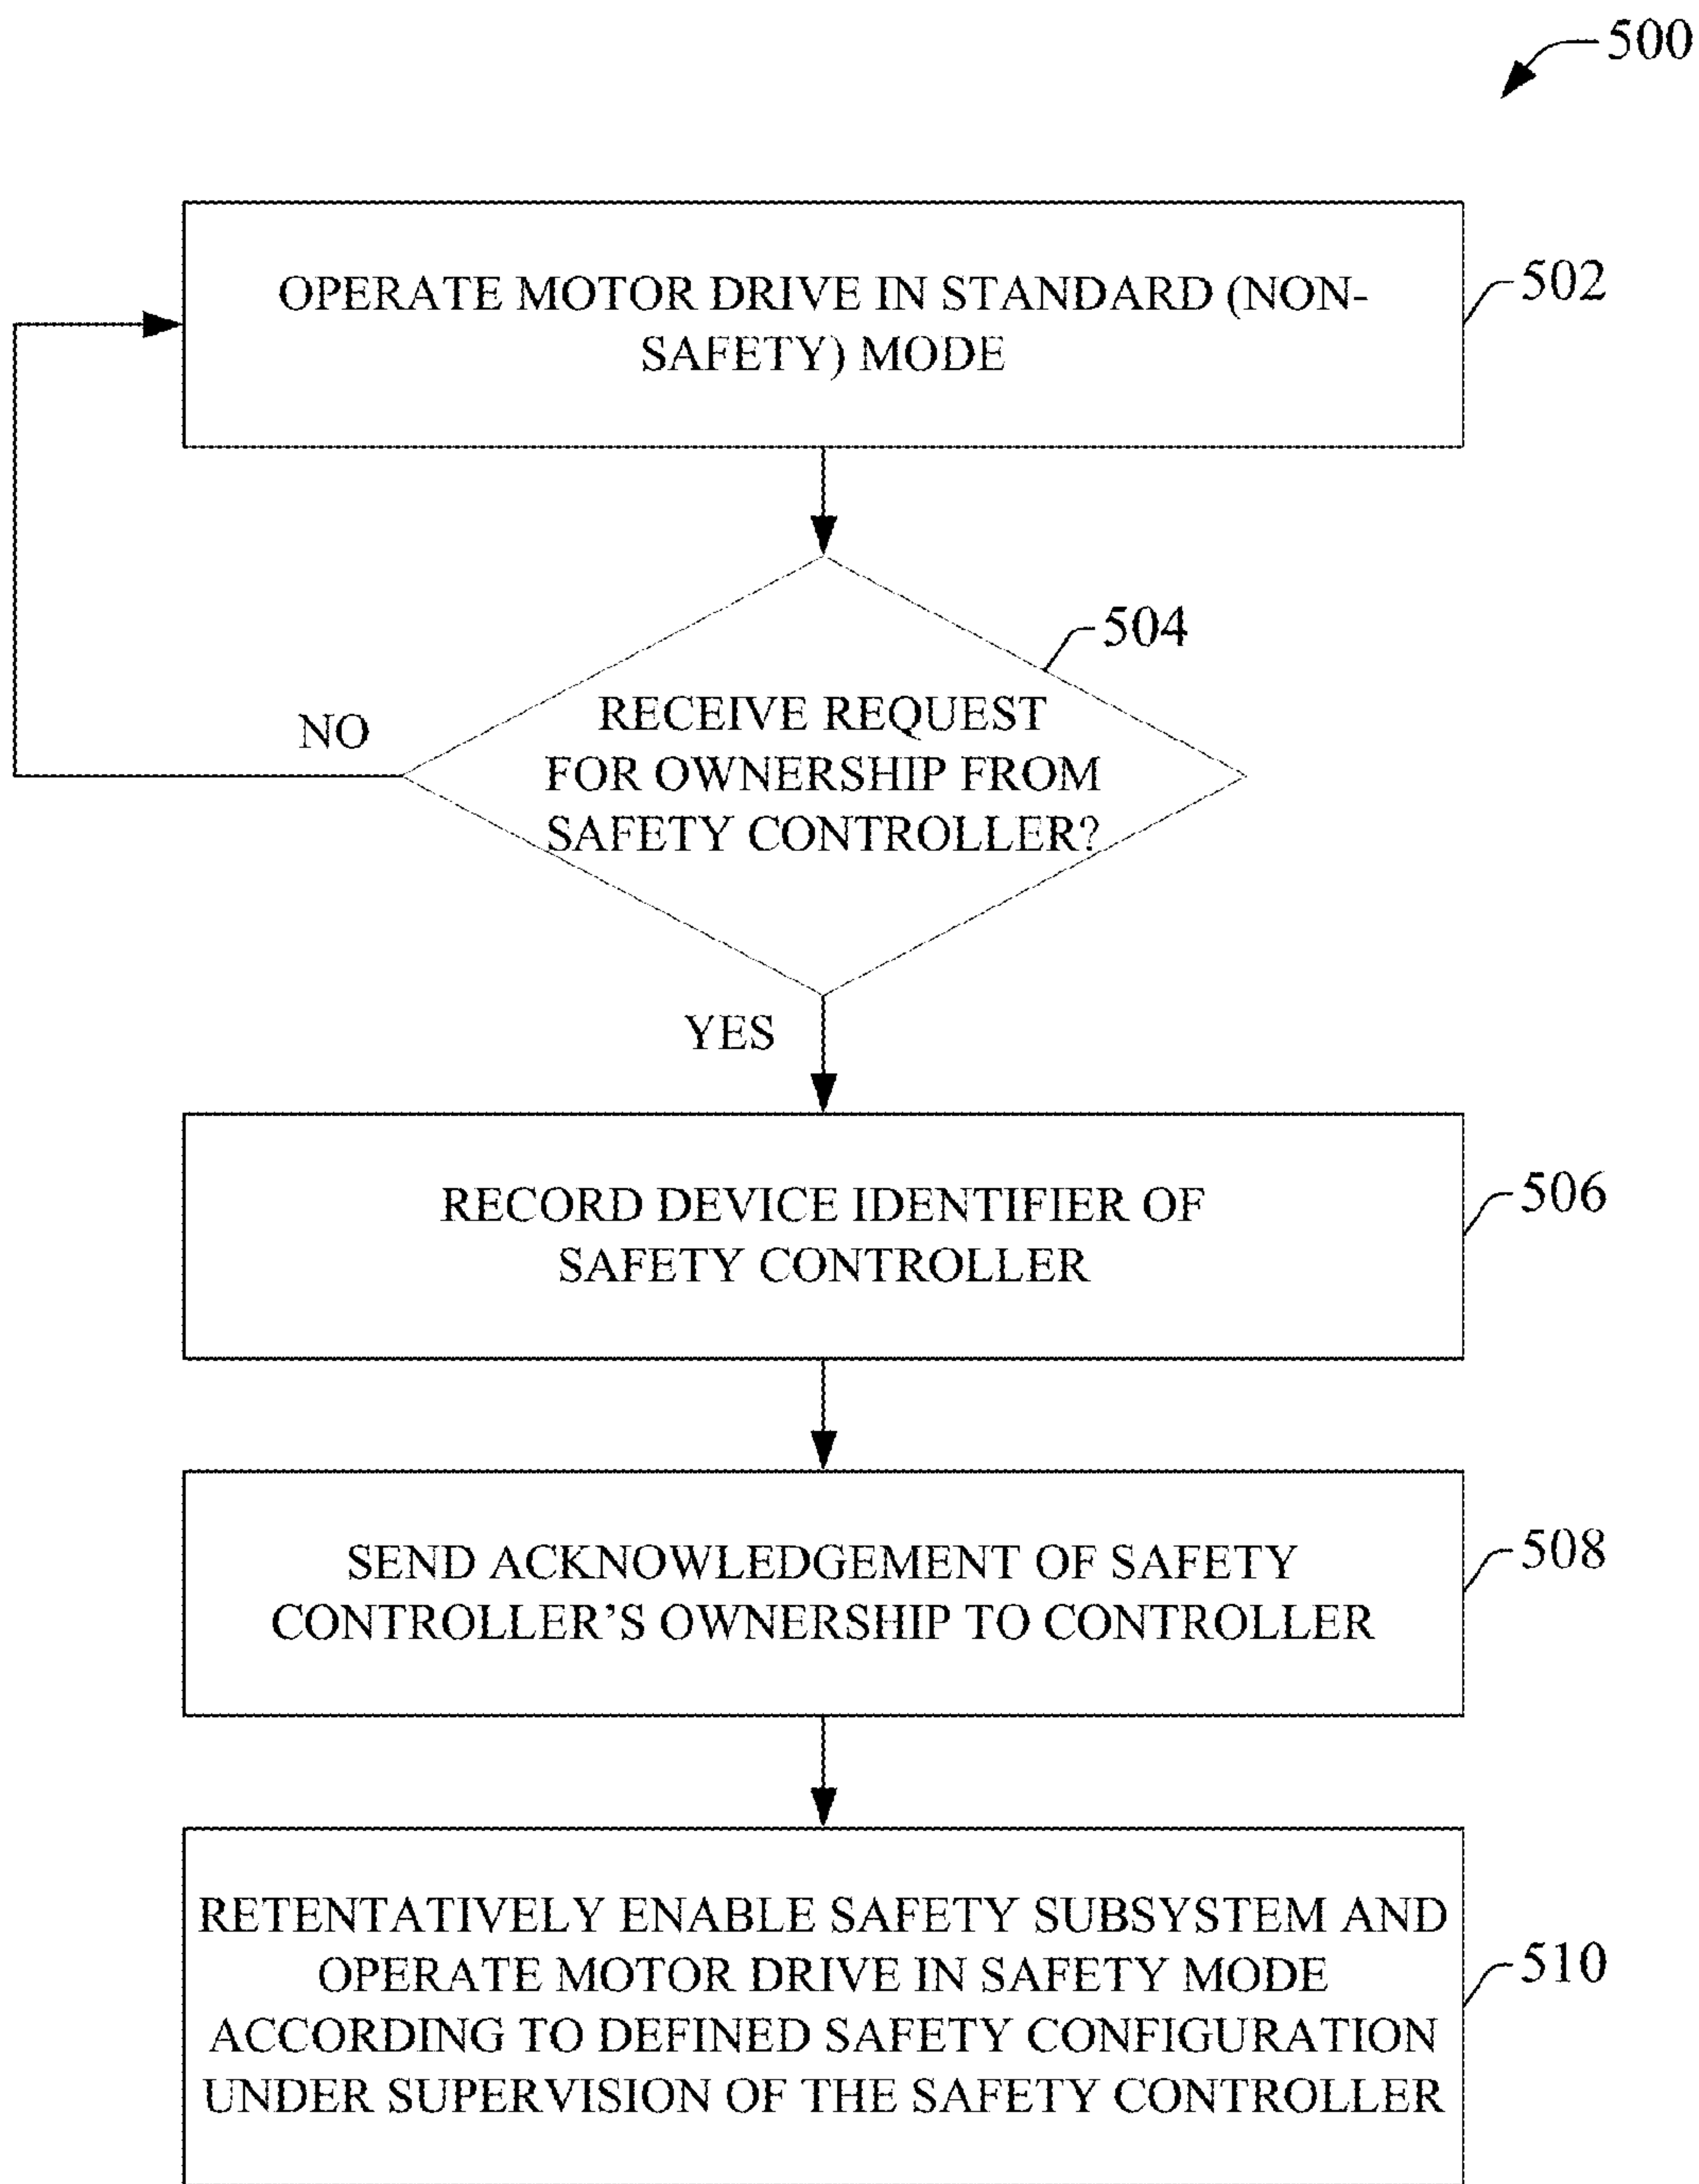 500
OPERATE MOTOR DRIVE IN STANDARD (NON-
SAFETY) MODE
502
504
RECEIVE REQUEST
FOR OWNERSHIP FROM
SAFETY CONTROLLER?
NO
YES
RECORD DEVICE IDENTIFIER OF
SAFETY CONTROLLER
506
SEND ACKNOWLEDGEMENT OF SAFETY
CONTROLLER'S OWNERSHIP TO CONTROLLER
508
RETENTATIVELY ENABLE SAFETY SUBSYSTEM AND
OPERATE MOTOR DRIVE IN SAFETY MODE
ACCORDING TO DEFINED SAFETY CONFIGURATION
UNDER SUPERVISION OF THE SAFETY CONTROLLER
510